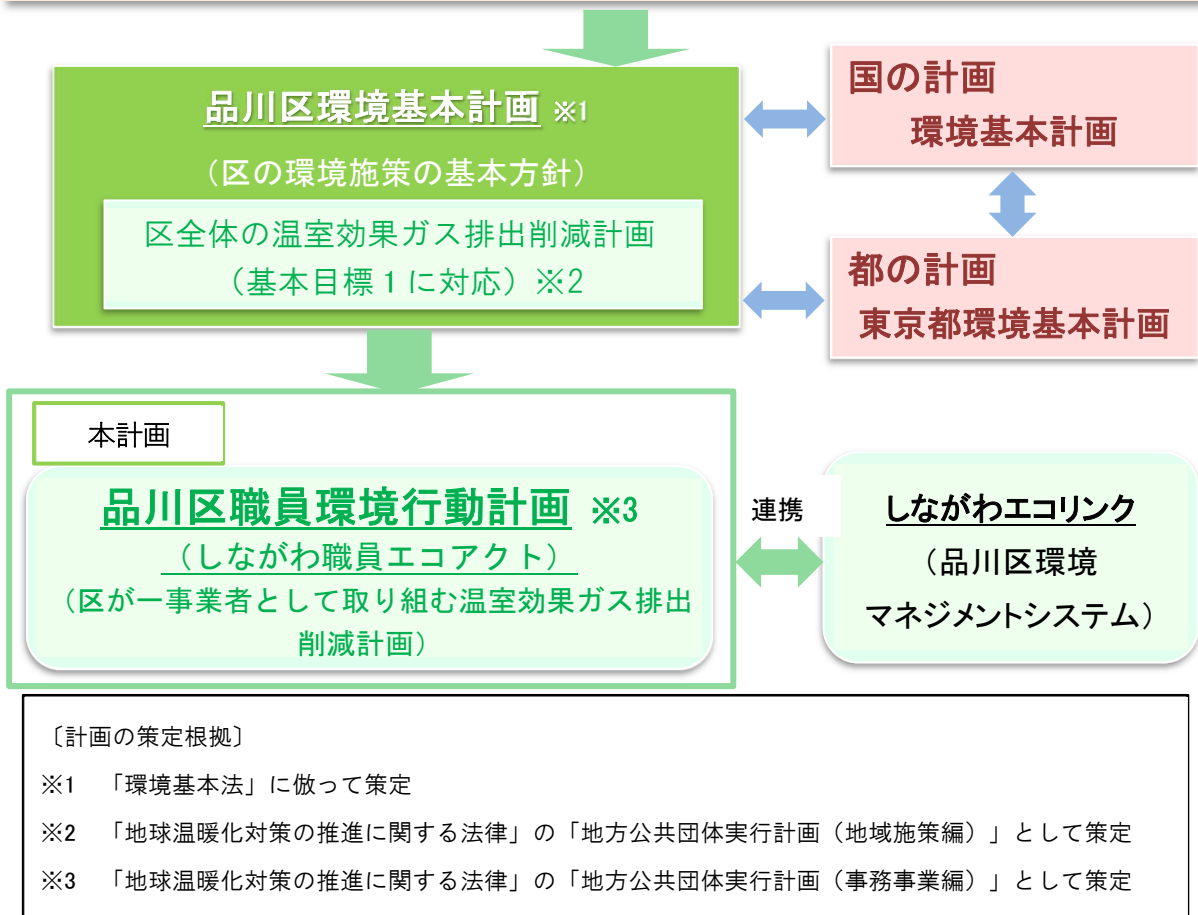 品川区環境基本計画 ※1
（区の環境施策の基本方針）
区全体の温室効果ガス排出削減計画
（基本目標１に対応）※2
国の計画
環境基本計画
都の計画
東京都環境基本計画
本計画
品川区職員環境行動計画 ※3
（しながわ職員エコアクト）
（区が一事業者として取り組む温室効果ガス排出
削減計画）
連携
しながわエコリンク
（品川区環境
マネジメントシステム）
〔計画の策定根拠〕
※1 「環境基本法」に倣って策定
※2 「地球温暖化対策の推進に関する法律」の「地方公共団体実行計画（地域施策編）」として策定
※3 「地球温暖化対策の推進に関する法律」の「地方公共団体実行計画（事務事業編）」として策定